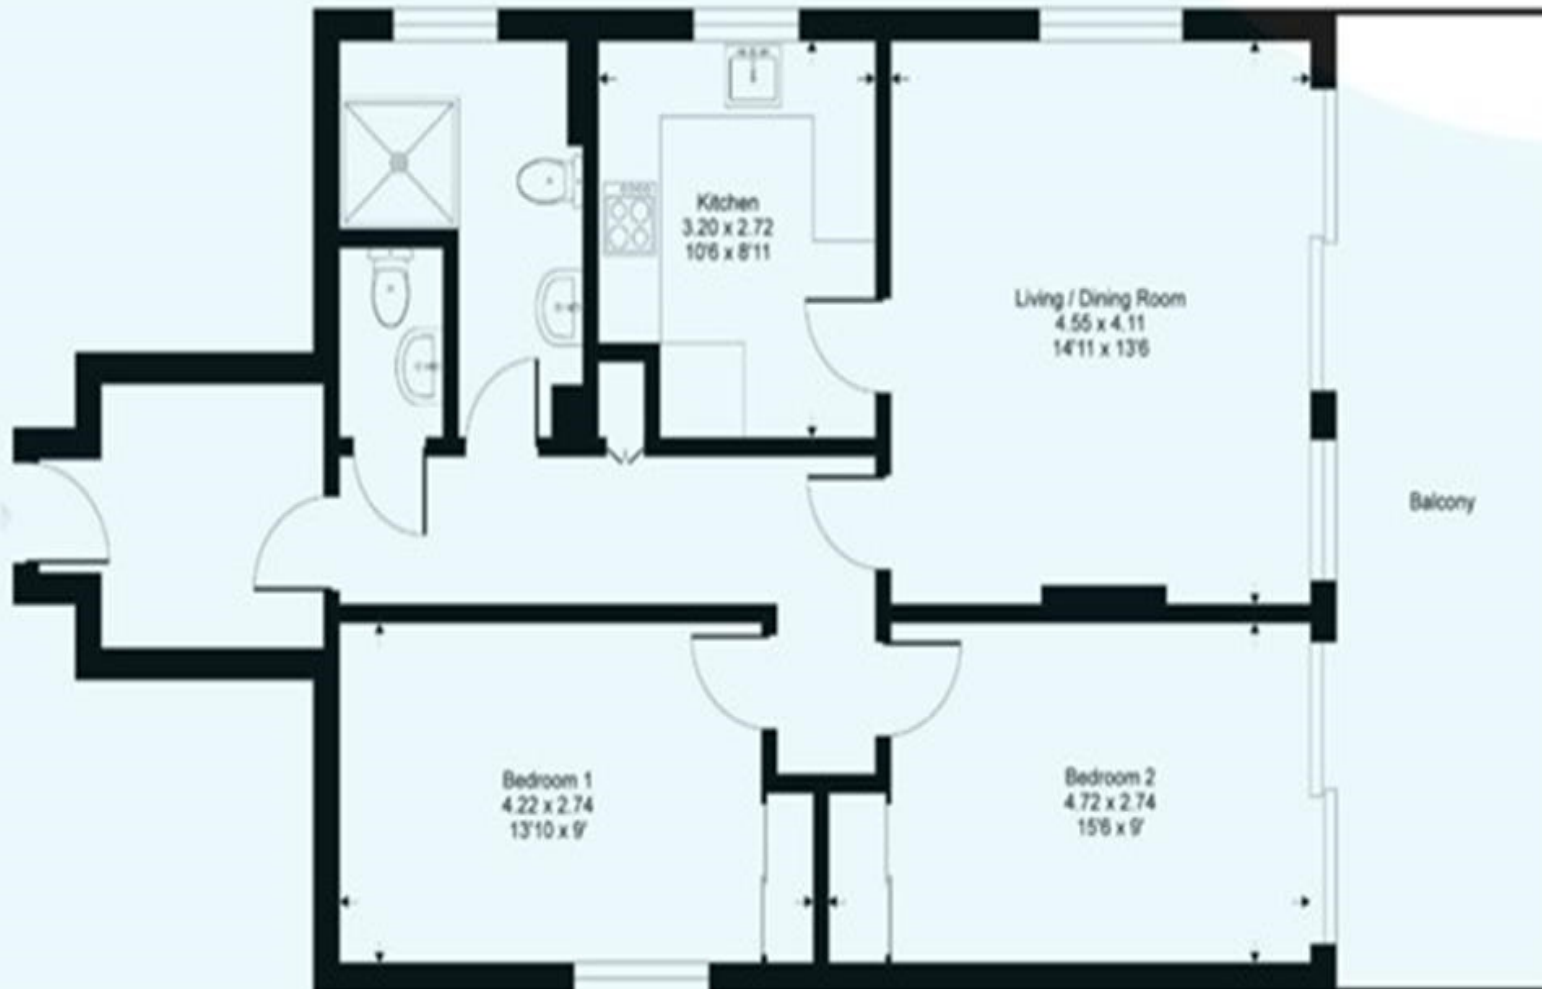 Kitchen
3.20 x 2.72
10'6 x 8'11
Living / Dining Room
4.55 x 4.11
14'11 x 13'6
Balcony
Bedroom 1
4.22 x 2.74
13'10 x 9'
Bedroom 2
4.72 x 2.74
15'6 x 9'